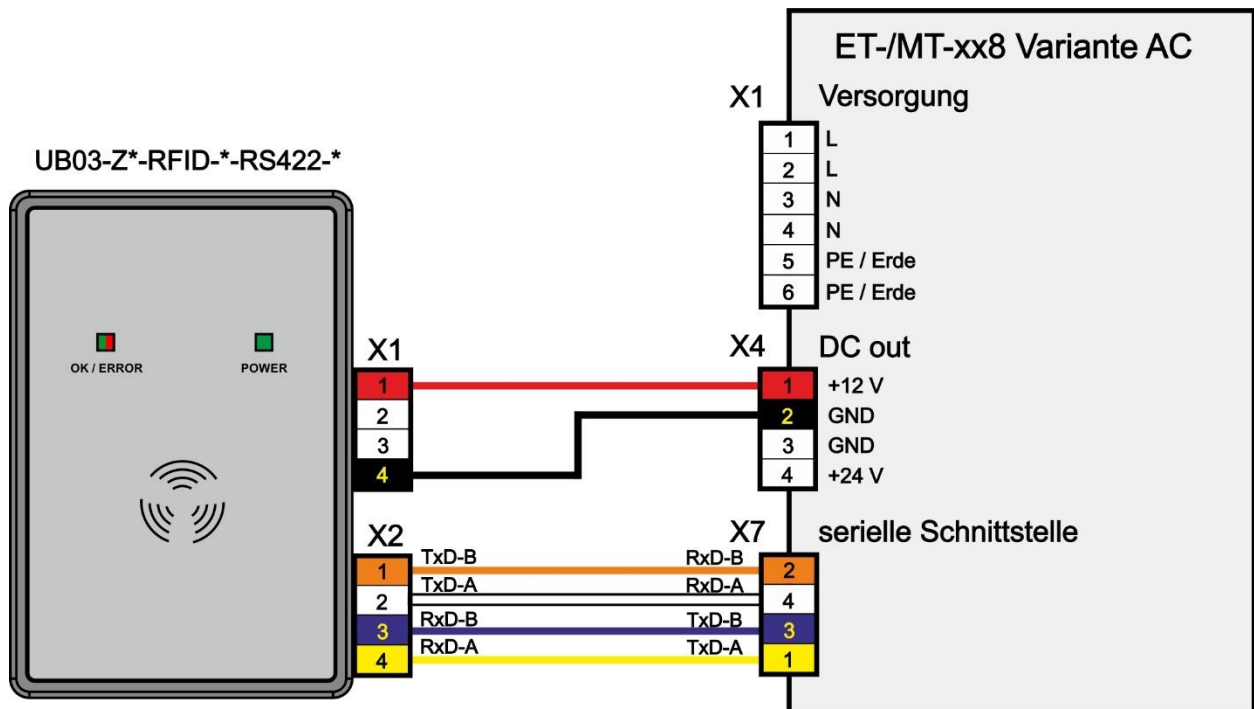 ET-/MT-xx8 Variante AC
X1 Versorgung
1 L
2 L
3 N
4 N
5 PE / Erde
6 PE / Erde
UB03-Z*-RFID-*-RS422-*
OK / ERROR
POWER
X1
1
2
3
4
X4 DC out
1 +12 V
2 GND
3 GND
4 +24 V
X2
X7 serielle Schnittstelle
1 TxD-B RxD-B 2
2 TxD-A RxD-A 4
3 RxD-B TxD-B 3
4 RxD-A TxD-A 1